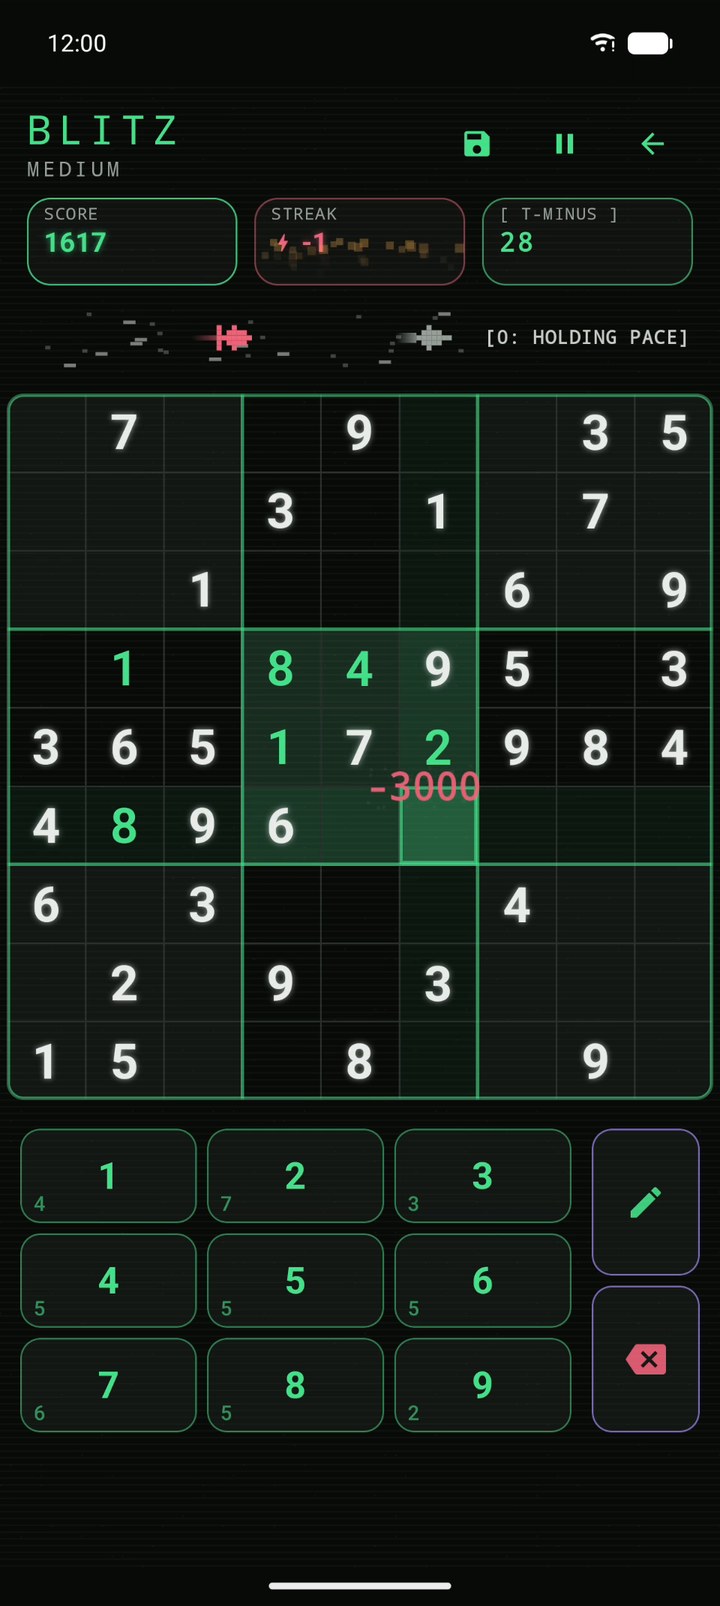 12:00
BLITZ
MEDIUM
SCORE
1617
STREAK
-1
[ T-MINUS ]
28
[O: HOLDING PACE]
7 9 3 5
3 1 7
1 6 9
1 8 4 9 5 3
3 6 5 1 7 2 9 8 4
-3000
4 8 9 6
6 3 4
2 9 3
1 5 8 9
1 2 3
4 7 3
4 5 6
5 5 5
7 8 9
6 5 2